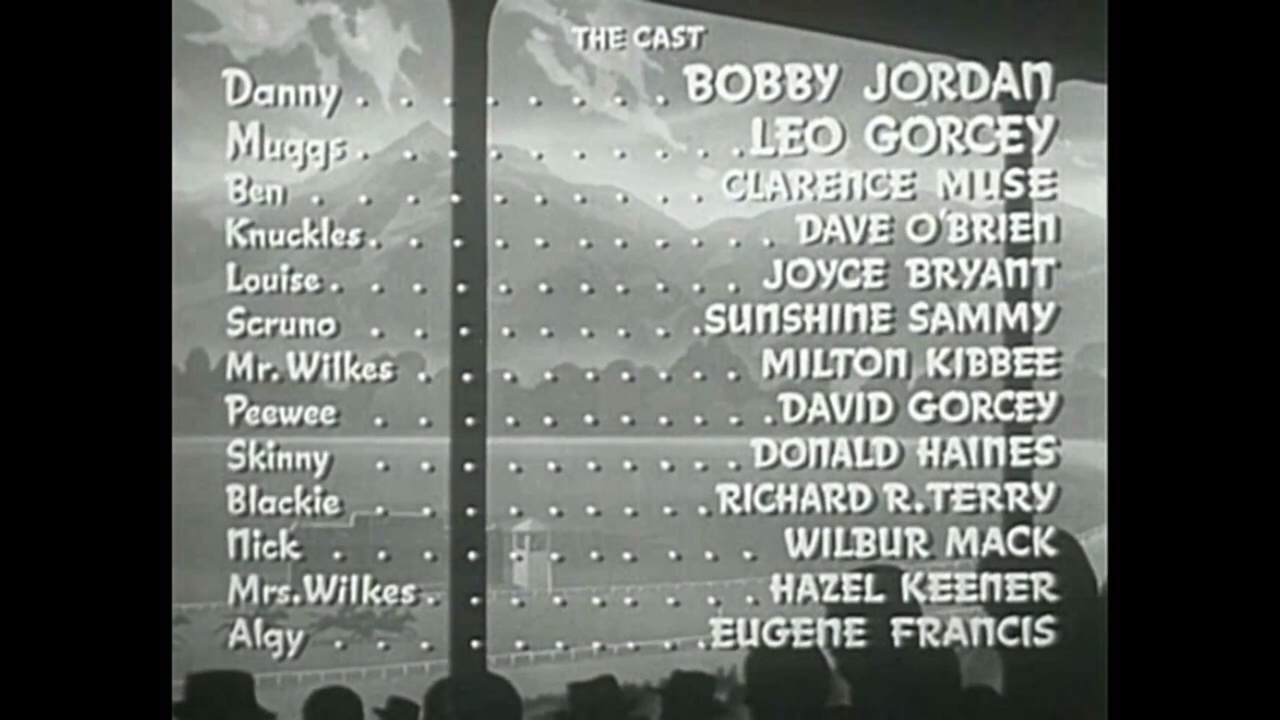 THE CAST
Danny . . . . . . . . BOBBY JORDAN
Muggs . . . . . . . . . . LEO GORCEY
Ben . . . . . . . . . CLARENCE MUSE
Knuckles . . . . . . . . . . DAVE O'BRIEN
Louise . . . . . . . . . . JOYCE BRYANT
Scruno . . . . . . . . SUNSHINE SAMMY
Mr. Wilkes . . . . . . . . MILTON KIBBEE
Peewee . . . . . . . . . . DAVID GORCEY
Skinny . . . . . . . . . DONALD HAINES
Blackie . . . . . . . . RICHARD R. TERRY
Nick . . . . . . . . . . WILBUR MACK
Mrs. Wilkes . . . . . . . . HAZEL KEENER
Algy . . . . . . . . . EUGENE FRANCIS